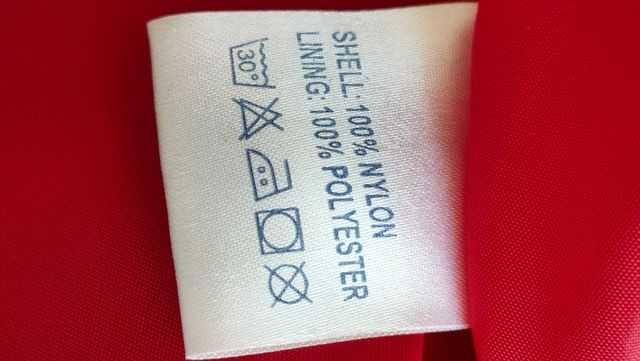 SHELL: 100% NYLON
LINING: 100% POLYESTER
30°